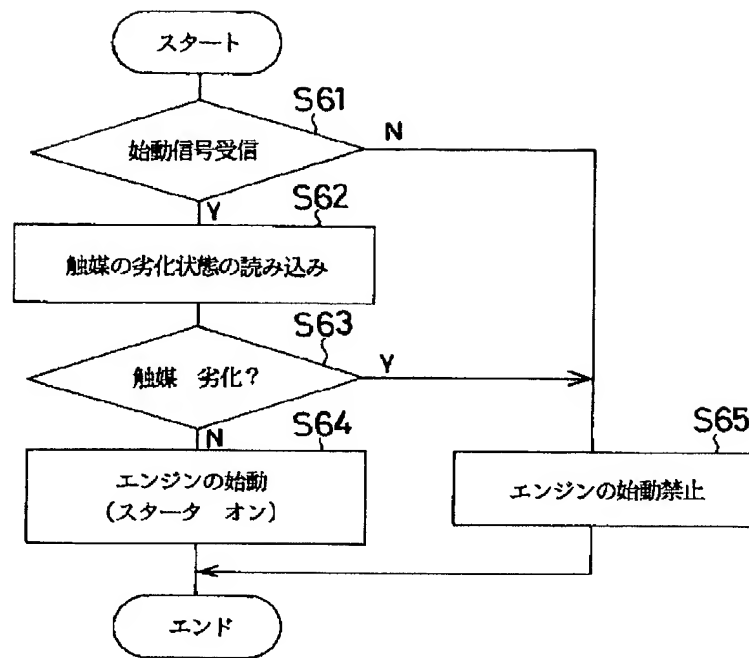 スタート
S61
始動信号受信
N
Y
S62
触媒の劣化状態の読み込み
S63
触媒 劣化?
Y
N
S64
エンジンの始動
(スタータ オン)
S65
エンジンの始動禁止
エンド